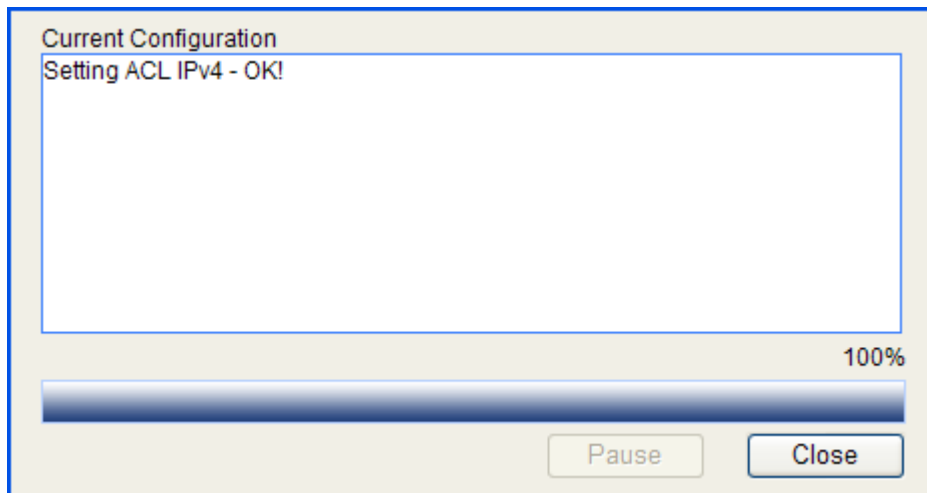 Current Configuration
Setting ACL IPv4 - OK!
100%
Pause
Close